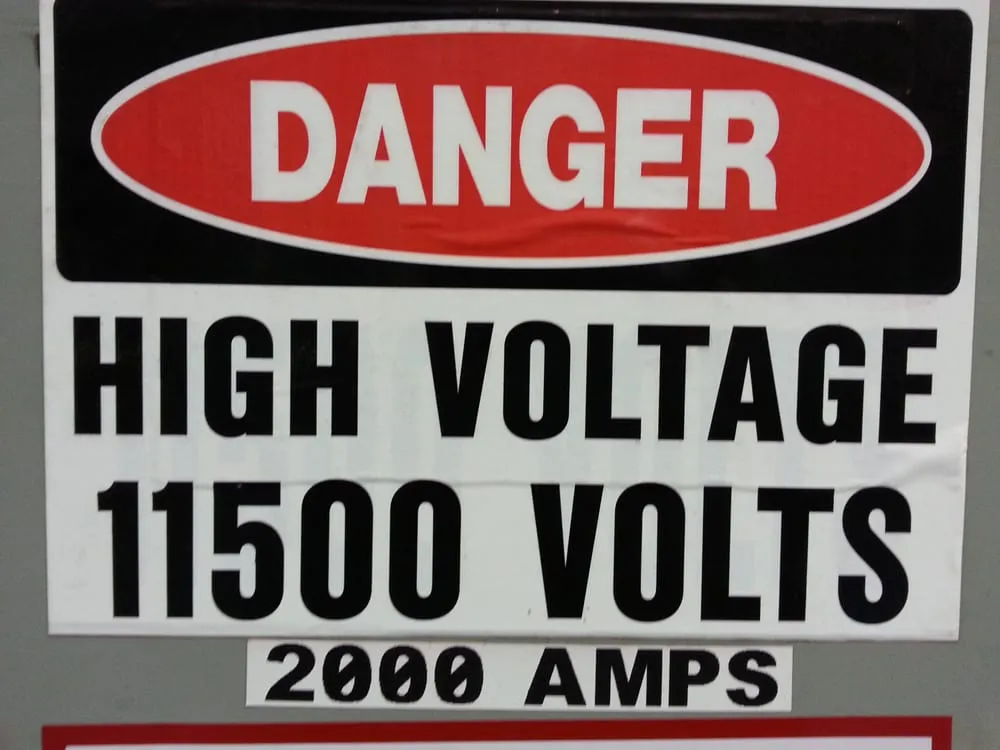 DANGER
HIGH VOLTAGE
11500 VOLTS
2000 AMPS